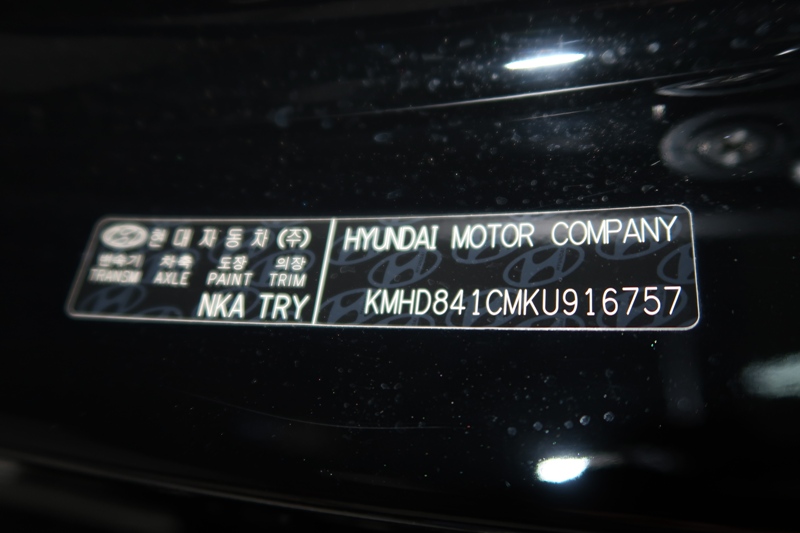 현대자동차(주)
변속기 차축 도장 의장
TRANSM AXLE PAINT TRIM
NKA TRY
HYUNDAI MOTOR COMPANY
KMHD841CMKU916757